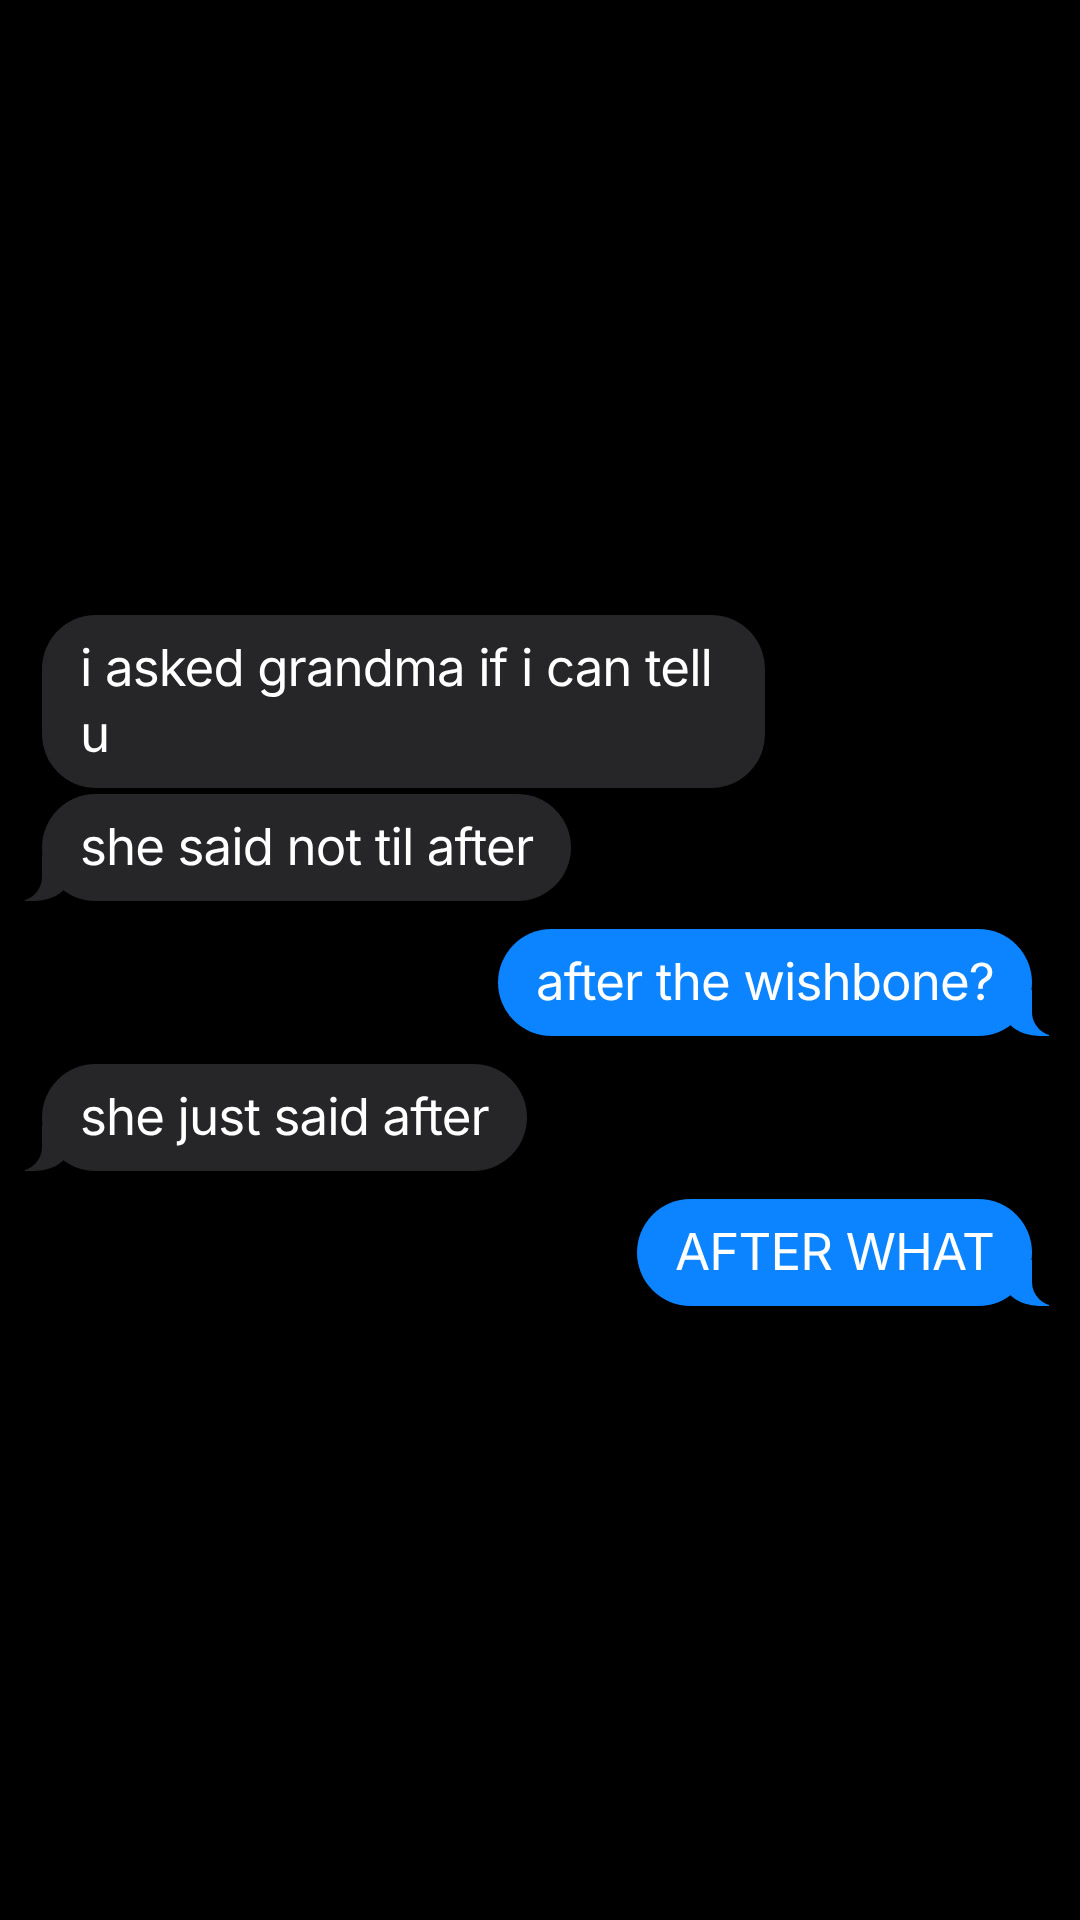 i asked grandma if i can tell
u
she said not til after
after the wishbone?
she just said after
AFTER WHAT